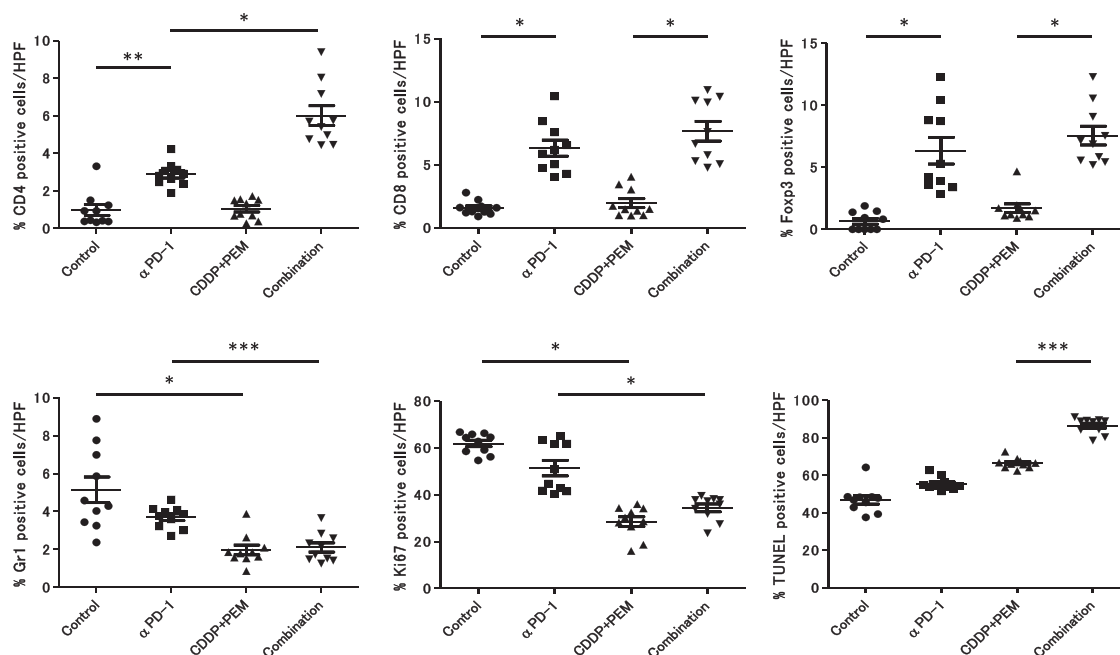 *
**
% CD4 positive cells/HPF
10
8
6
4
2
0
Control
α PD-1
CDDP+PEM
Combination
*
*
% CD8 positive cells/HPF
15
10
5
0
Control
α PD-1
CDDP+PEM
Combination
*
*
% Foxp3 positive cells/HPF
15
10
5
0
Control
α PD-1
CDDP+PEM
Combination
***
*
% Gr1 positive cells/HPF
10
8
6
4
2
0
Control
α PD-1
CDDP+PEM
Combination
*
*
% Ki67 positive cells/HPF
80
60
40
20
0
Control
α PD-1
CDDP+PEM
Combination
***
% TUNEL positive cells/HPF
100
80
60
40
20
0
Control
α PD-1
CDDP+PEM
Combination